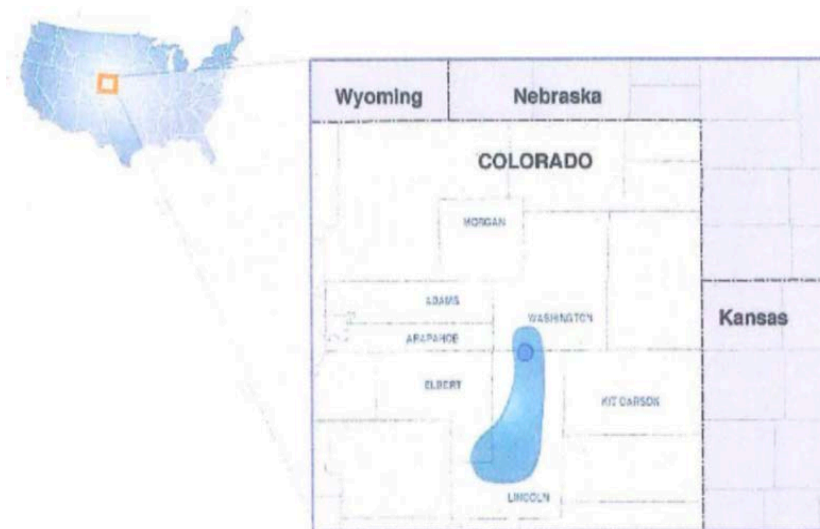 Wyoming
Nebraska
COLORADO
MORGAN
ADAMS
WASHINGTON
Kansas
ARAPAHOE
ELBERT
KIT CARSON
LINCOLN